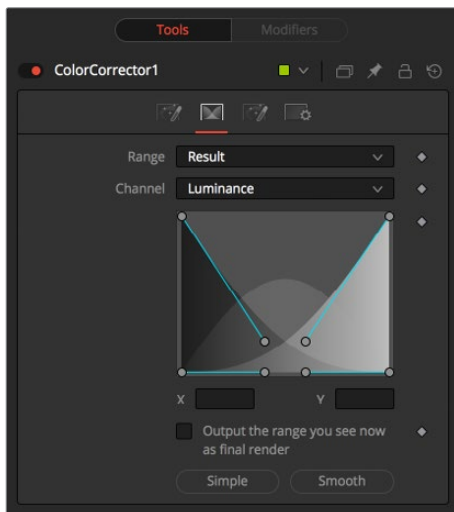 Tools Modifiers
ColorCorrector1
Range Result
Channel Luminance
X Y
Output the range you see now
as final render
Simple Smooth